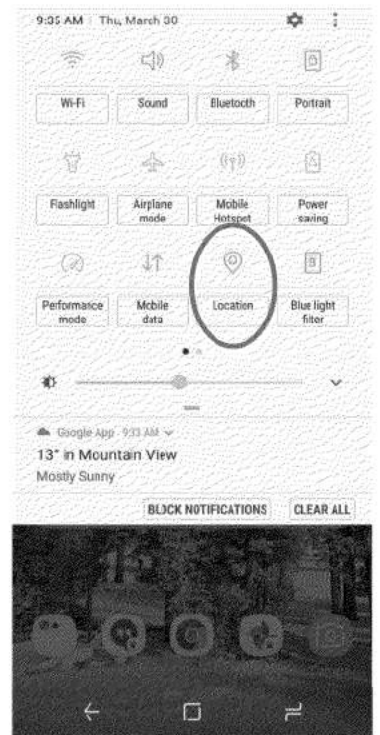 9:35 AM Thu, March 30
Wi-Fi Sound Bluetooth Portrait
Flashlight Airplane mode Mobile Hotspot Power saving
Performance mode Mobile data Location Blue light filter
Google App · 9:33 AM
13° in Mountain View
Mostly Sunny
BLOCK NOTIFICATIONS CLEAR ALL